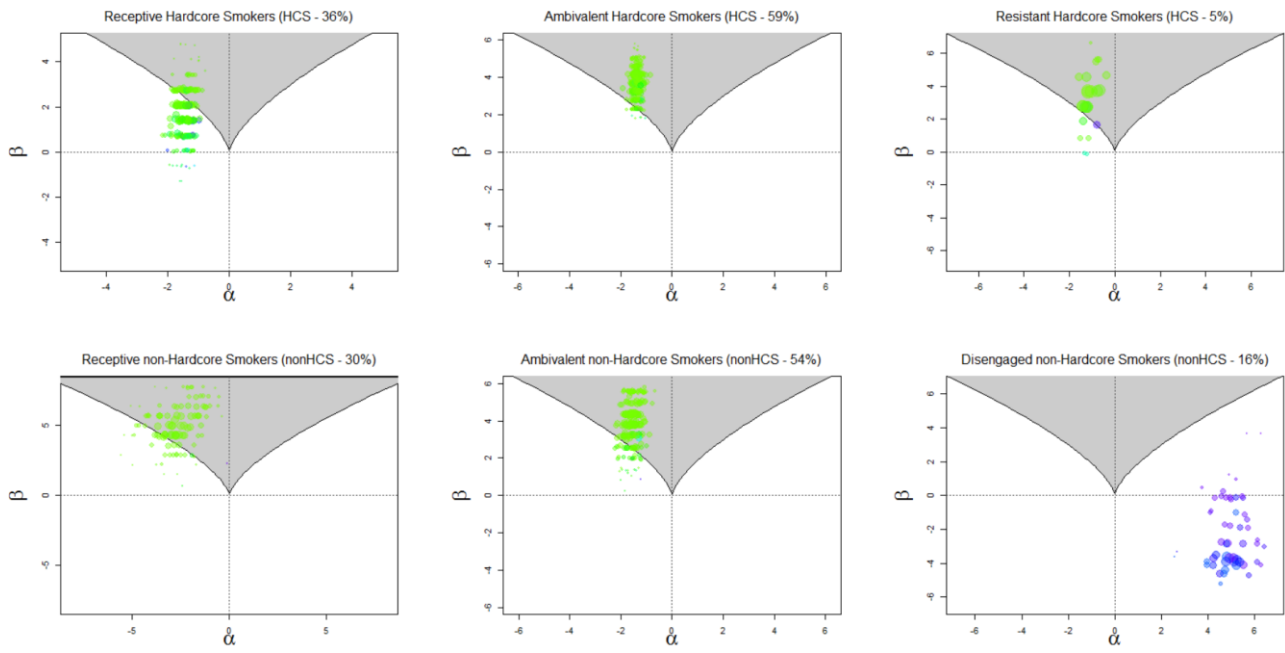 Receptive Hardcore Smokers (HCS - 36%)
4
2
0
-2
-4
β
-4 -2 0 2 4
α
Ambivalent Hardcore Smokers (HCS - 59%)
6
4
2
0
-2
-4
-6
β
-6 -4 -2 0 2 4 6
α
Resistant Hardcore Smokers (HCS - 5%)
6
4
2
0
-2
-4
-6
β
-6 -4 -2 0 2 4 6
α
Receptive non-Hardcore Smokers (nonHCS - 30%)
5
0
-5
β
-5 0 5
α
Ambivalent non-Hardcore Smokers (nonHCS - 54%)
6
4
2
0
-2
-4
-6
β
-6 -4 -2 0 2 4 6
α
Disengaged non-Hardcore Smokers (nonHCS - 16%)
6
4
2
0
-2
-4
-6
β
-6 -4 -2 0 2 4 6
α